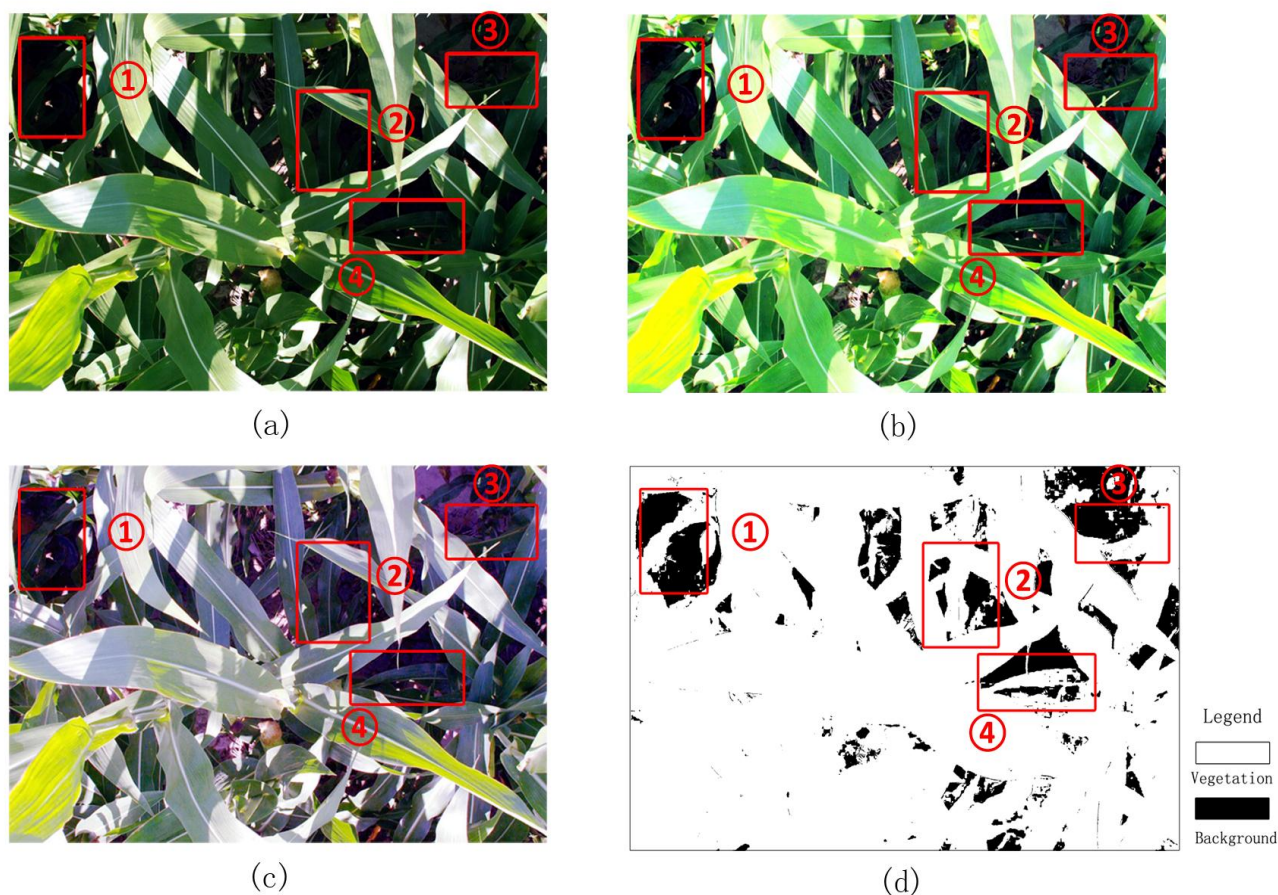 ③
①
②
④
(a)
③
①
②
④
(b)
③
①
②
④
(c)
③
①
②
④
Legend
Vegetation
Background
(d)